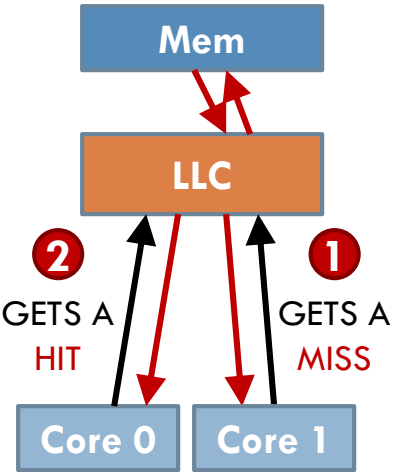 Mem
LLC
2
GETS A
HIT
1
GETS A
MISS
Core 0
Core 1